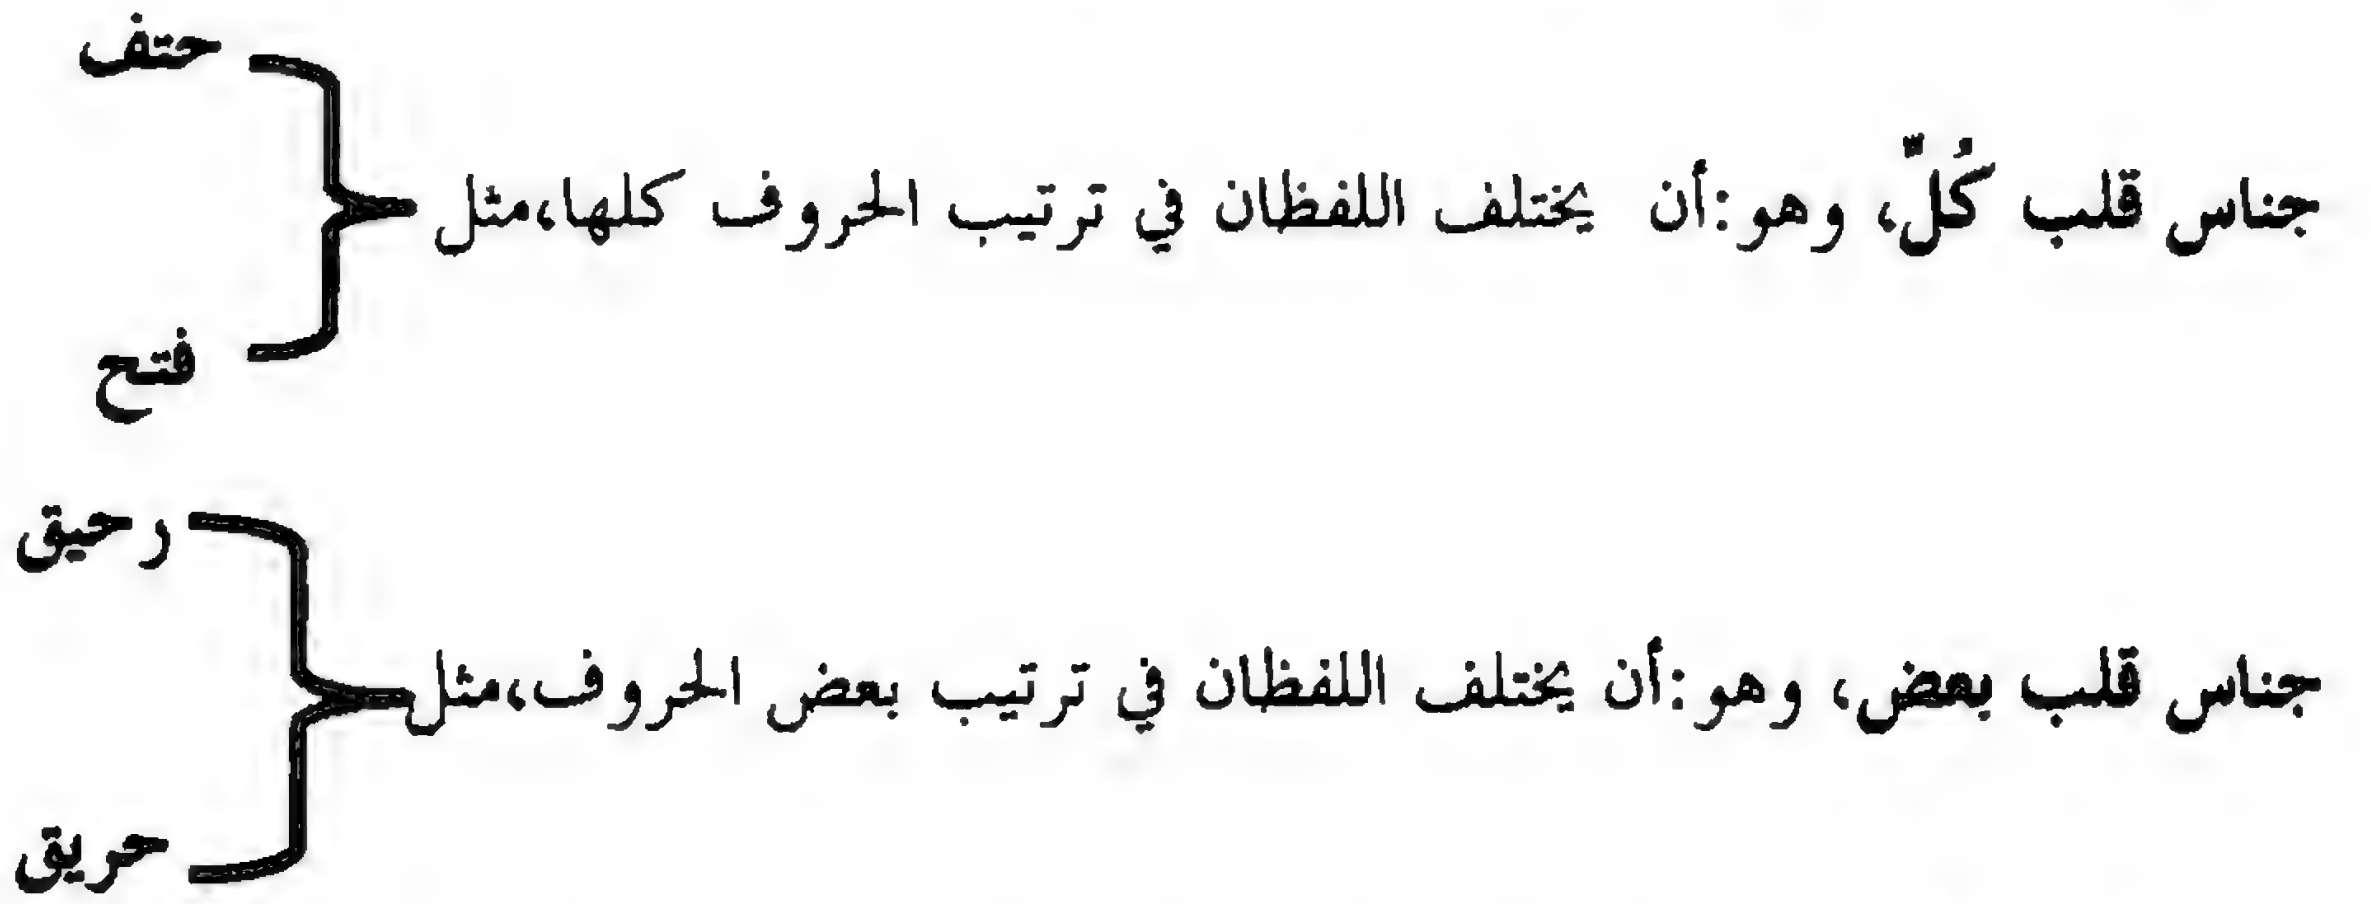 جناس قلب كُلّ، وهو:أن يختلف اللفظان في ترتيب الحروف كلها،مثل
حتف
فتح
جناس قلب بعض، وهو:أن يختلف اللفظان في ترتيب بعض الحروف،مثل
رحيق
حريق